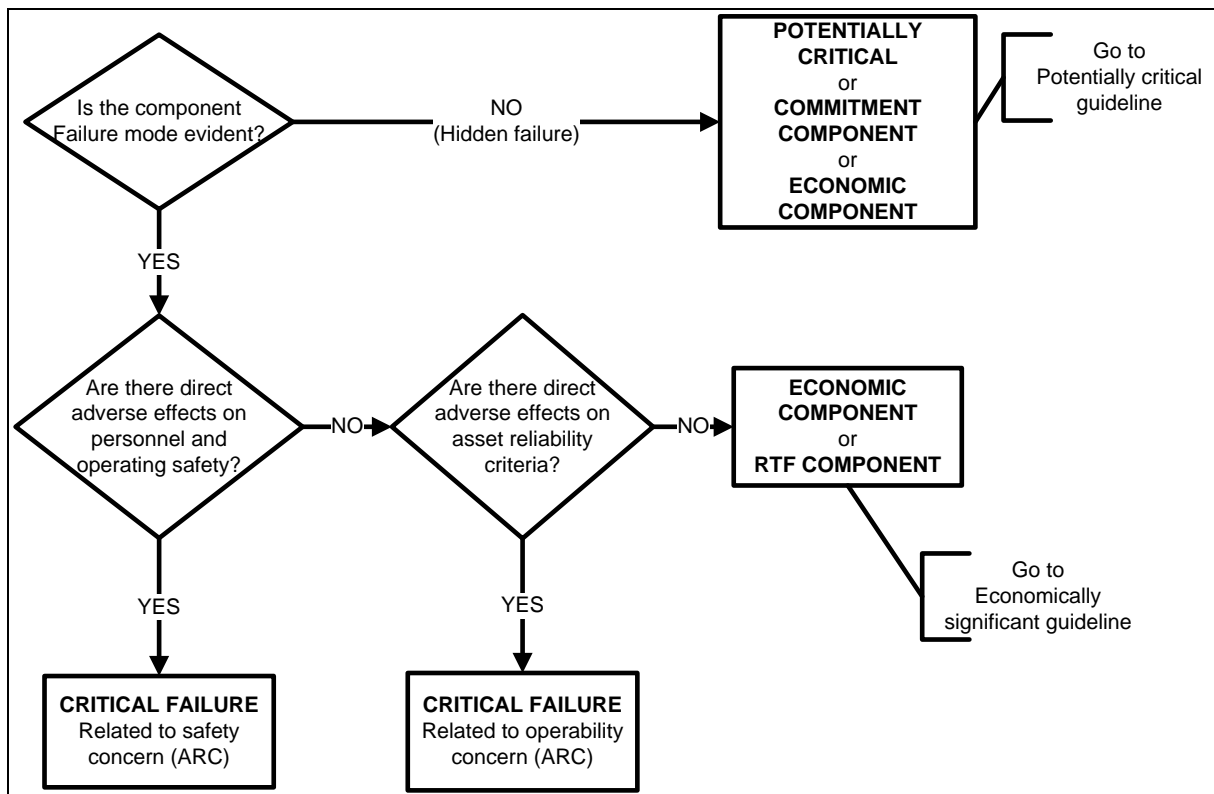 Is the component
Failure mode evident?
NO
(Hidden failure)
POTENTIALLY
CRITICAL
or
COMMITMENT
COMPONENT
or
ECONOMIC
COMPONENT
Go to
Potentially critical
guideline
YES
Are there direct
adverse effects on
personnel and
operating safety?
NO
Are there direct
adverse effects on
asset reliability
criteria?
NO
ECONOMIC
COMPONENT
or
RTF COMPONENT
Go to
Economically
significant guideline
YES
YES
CRITICAL FAILURE
Related to safety
concern (ARC)
CRITICAL FAILURE
Related to operability
concern (ARC)